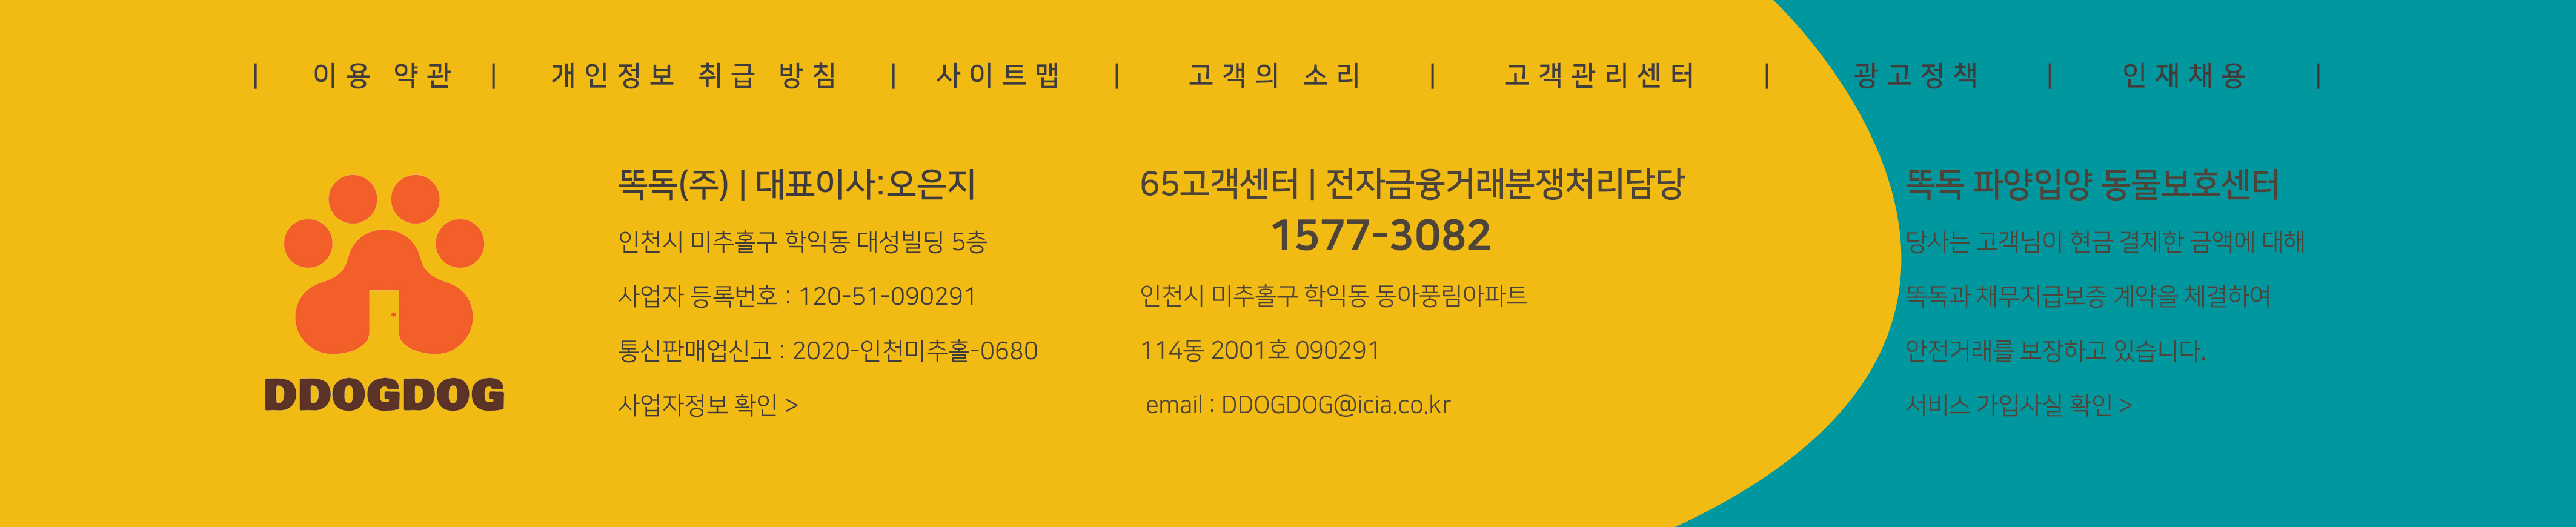 | 이용 약관 | 개인정보 취급 방침 | 사이트맵 | 고객의 소리 | 고객관리센터 | 광고정책 | 인재채용 |
DDOGDOG
똑독(주) | 대표이사:오은지
인천시 미추홀구 학익동 대성빌딩 5층
사업자 등록번호 : 120-51-090291
통신판매업신고 : 2020-인천미추홀-0680
사업자정보 확인 >
65고객센터 | 전자금융거래분쟁처리담당
1577-3082
인천시 미추홀구 학익동 동아풍림아파트
114동 2001호 090291
email : DDOGDOG@icia.co.kr
똑독 파양입양 동물보호센터
당사는 고객님이 현금 결제한 금액에 대해
똑독과 채무지급보증 계약을 체결하여
안전거래를 보장하고 있습니다.
서비스 가입사실 확인 >